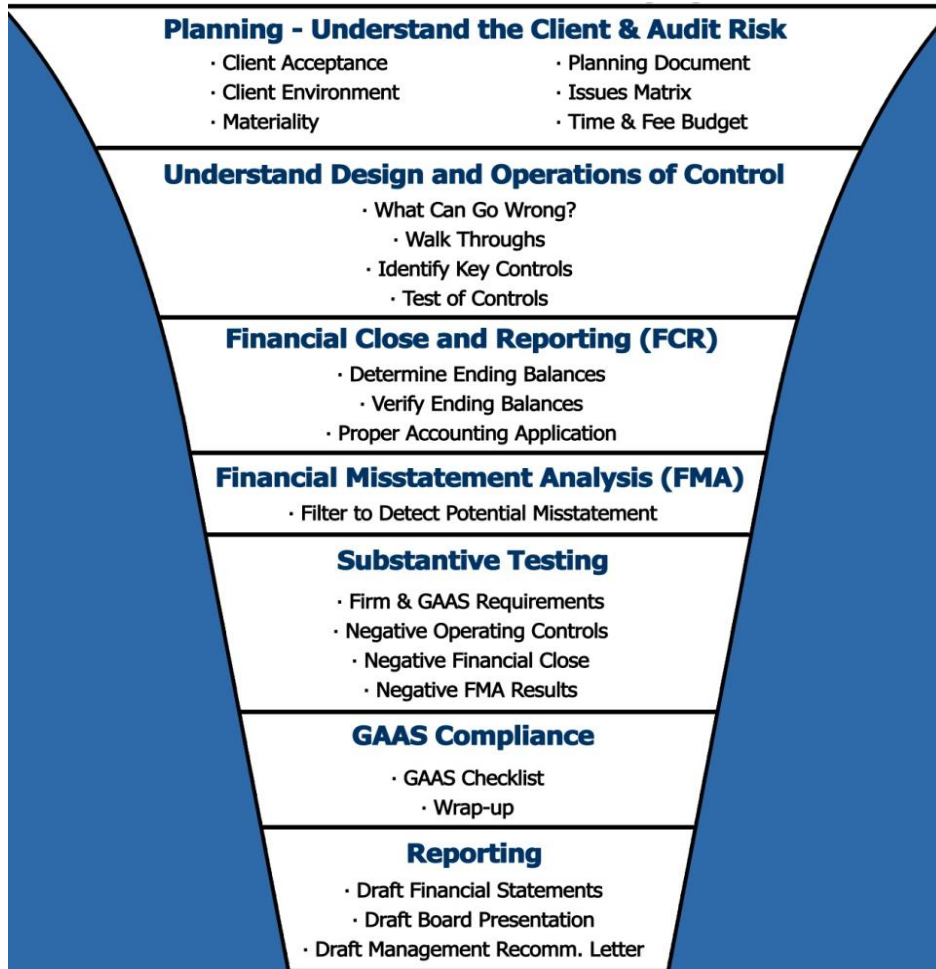 Planning - Understand the Client & Audit Risk
· Client Acceptance
· Client Environment
· Materiality
· Planning Document
· Issues Matrix
· Time & Fee Budget
Understand Design and Operations of Control
· What Can Go Wrong?
· Walk Throughs
· Identify Key Controls
· Test of Controls
Financial Close and Reporting (FCR)
· Determine Ending Balances
· Verify Ending Balances
· Proper Accounting Application
Financial Misstatement Analysis (FMA)
· Filter to Detect Potential Misstatement
Substantive Testing
· Firm & GAAS Requirements
· Negative Operating Controls
· Negative Financial Close
· Negative FMA Results
GAAS Compliance
· GAAS Checklist
· Wrap-up
Reporting
· Draft Financial Statements
· Draft Board Presentation
· Draft Management Recomm. Letter